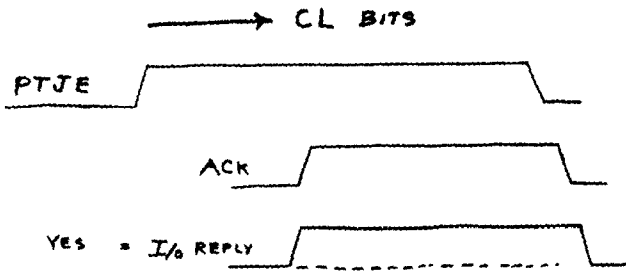 CL BITS
PTJE
ACK
YES = I/O REPLY